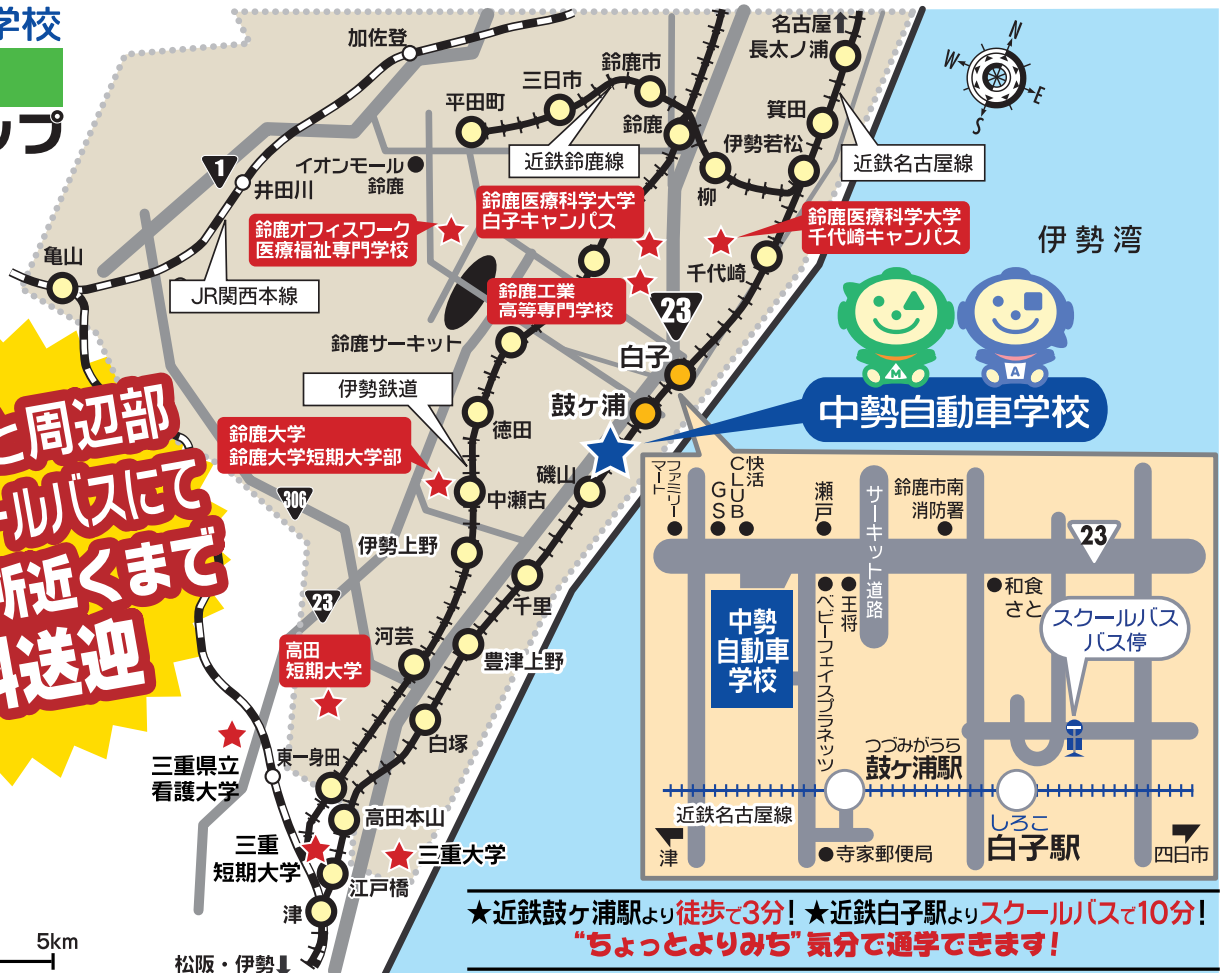 学校
ップ
加佐登
名古屋
長太ノ浦
N
W
E
S
鈴鹿市
三日市
平田町
鈴鹿
箕田
伊勢若松
近鉄鈴鹿線
近鉄名古屋線
1
イオンモール
鈴鹿
井田川
柳
鈴鹿医療科学大学
白子キャンパス
鈴鹿医療科学大学
千代崎キャンパス
鈴鹿オフィスワーク
医療福祉専門学校
伊勢湾
亀山
千代崎
JR関西本線
鈴鹿工業
高等専門学校
23
鈴鹿サーキット
白子
M
A
伊勢鉄道
鼓ヶ浦
中勢自動車学校
と周辺部
ールバスにて
所近くまで
料送迎
徳田
鈴鹿大学
鈴鹿大学短期大学部
磯山
中瀬古
306
伊勢上野
千里
23
河芸
高田
短期大学
豊津上野
白塚
三重県立
看護大学
東一身田
高田本山
三重
短期大学
三重大学
江戸橋
津
5km
松阪・伊勢
ファミリー
マート
GS
快活
CLUB
瀬戸
サーキット道路
鈴鹿市南
消防署
23
中勢
自動車
学校
ベビーフェイスプラネッツ
王将
和食
さと
スクールバス
バス停
つづみがうら
鼓ヶ浦駅
近鉄名古屋線
しろこ
白子駅
津
寺家郵便局
四日市
★近鉄鼓ヶ浦駅より徒歩で3分! ★近鉄白子駅よりスクールバスで10分!
“ちょっとよりみち”気分で通学できます!